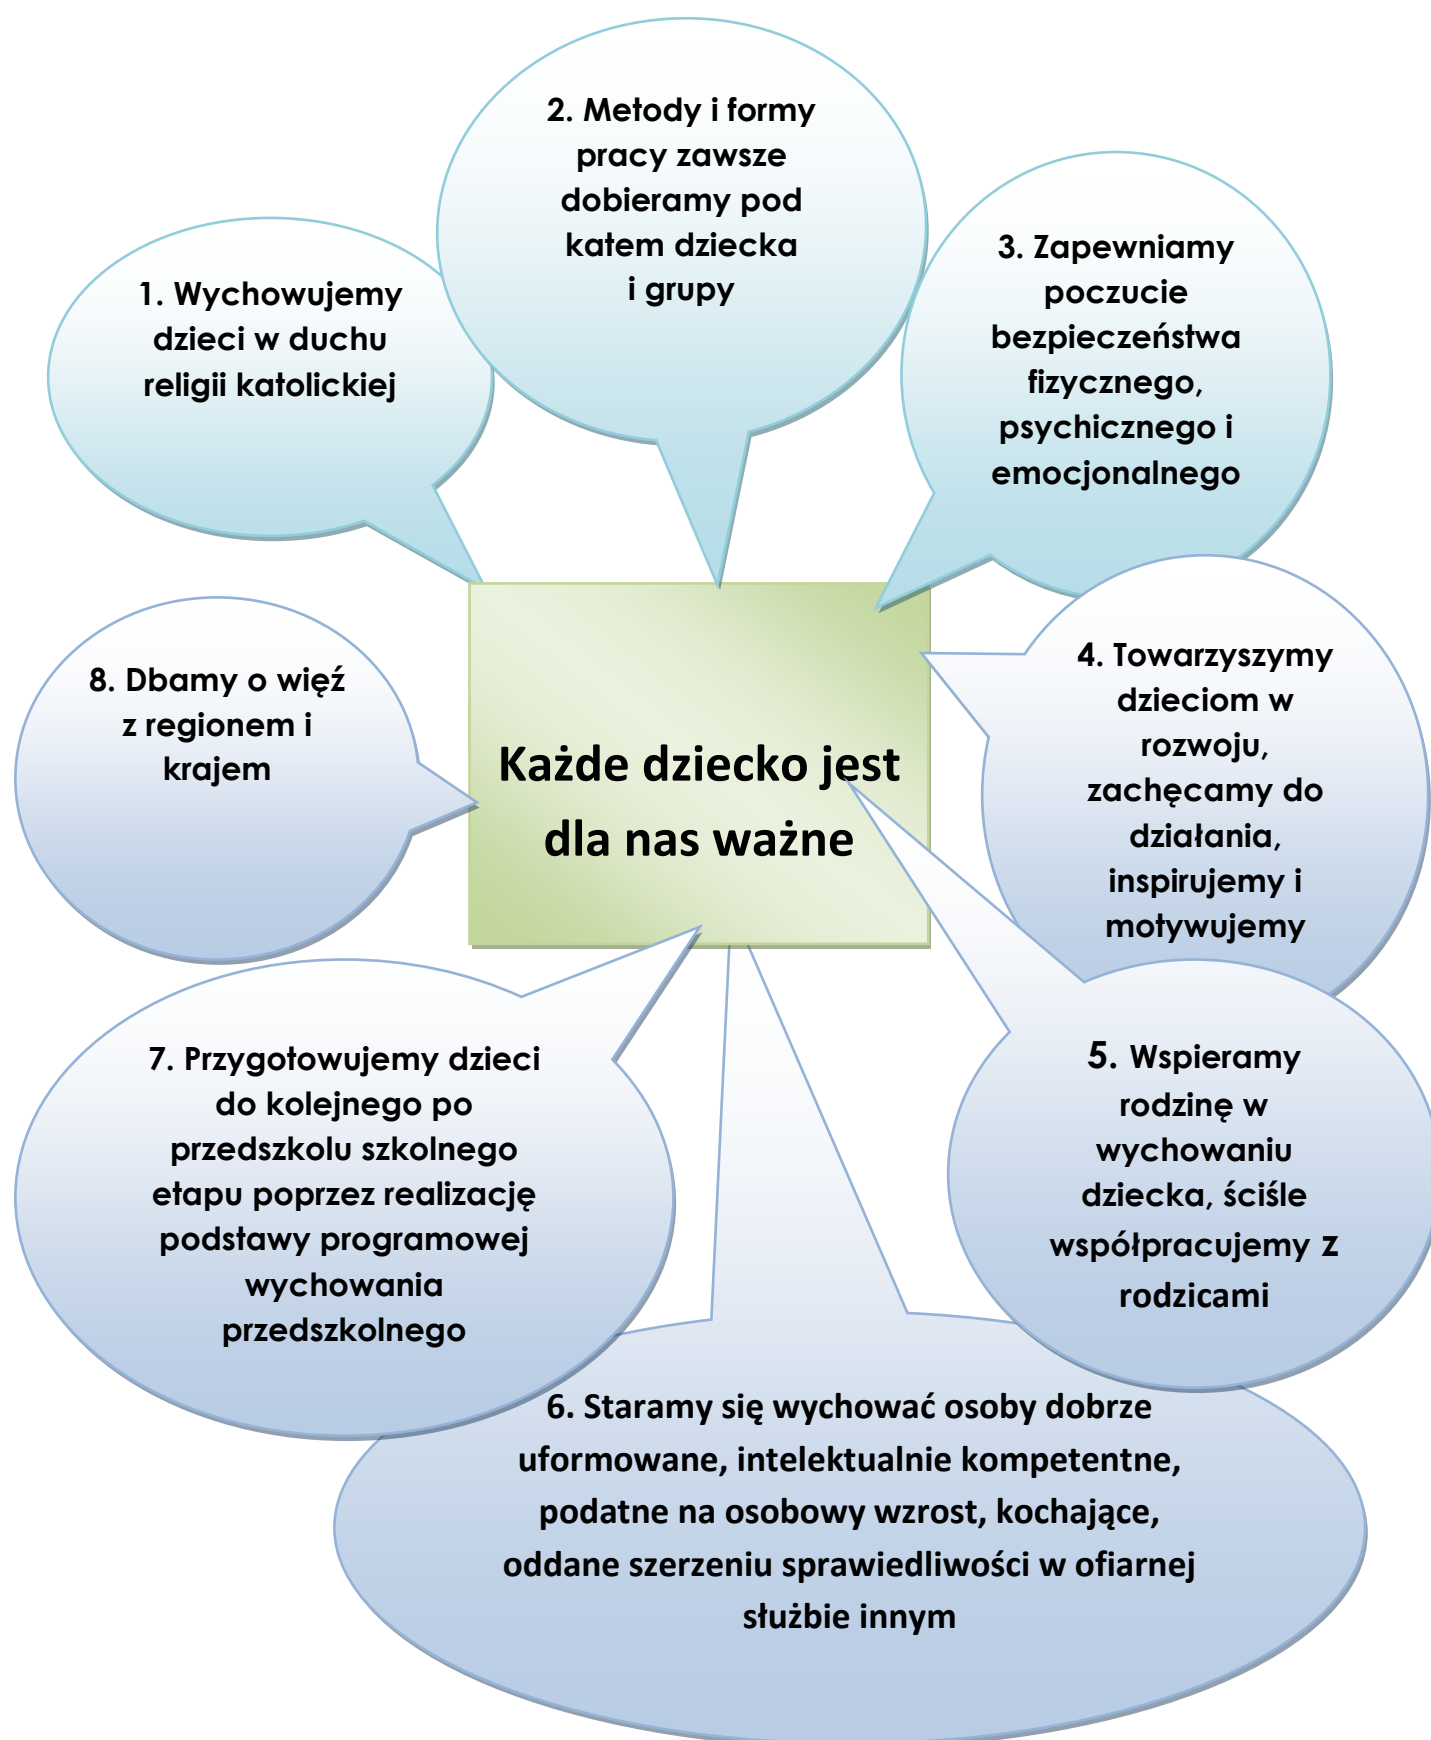 1. Wychowujemy
dzieci w duchu
religii katolickiej
2. Metody i formy
pracy zawsze
dobieramy pod
katem dziecka
i grupy
3. Zapewniamy
poczucie
bezpieczeństwa
fizycznego,
psychicznego i
emocjonalnego
4. Towarzyszymy
dzieciom w
rozwoju,
zachęcamy do
działania,
inspirujemy i
motywujemy
5. Wspieramy
rodzinę w
wychowaniu
dziecka, ściśle
współpracujemy z
rodzicami
6. Staramy się wychować osoby dobrze
uformowane, intelektualnie kompetentne,
podatne na osobowy wzrost, kochające,
oddane szerzeniu sprawiedliwości w ofiarnej
służbie innym
7. Przygotowujemy dzieci
do kolejnego po
przedszkolu szkolnego
etapu poprzez realizację
podstawy programowej
wychowania
przedszkolnego
8. Dbamy o więź
z regionem i
krajem
Każde dziecko jest
dla nas ważne